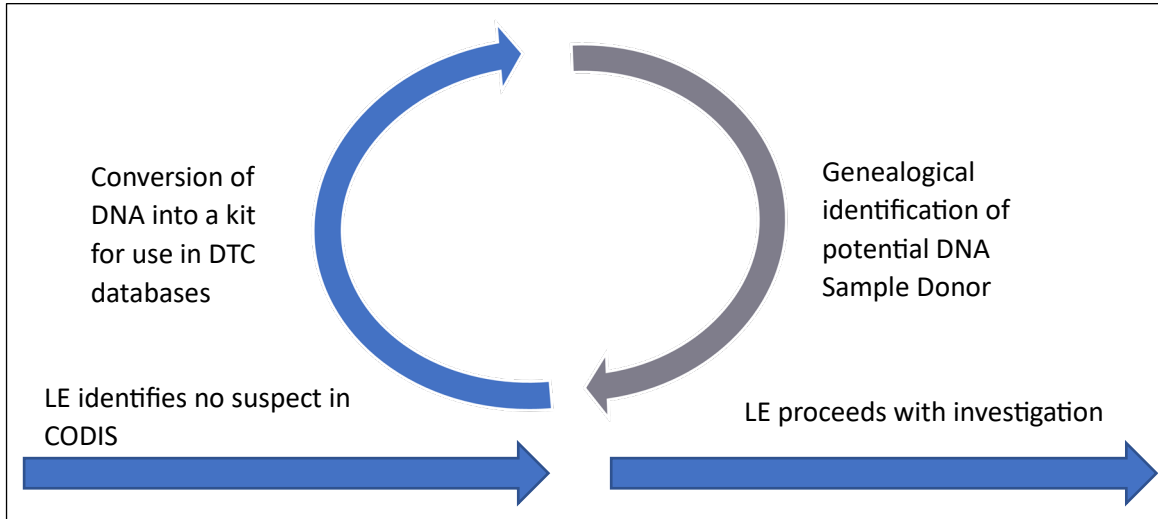 Conversion of
DNA into a kit
for use in DTC
databases
Genealogical
identification of
potential DNA
Sample Donor
LE identifies no suspect in
CODIS
LE proceeds with investigation